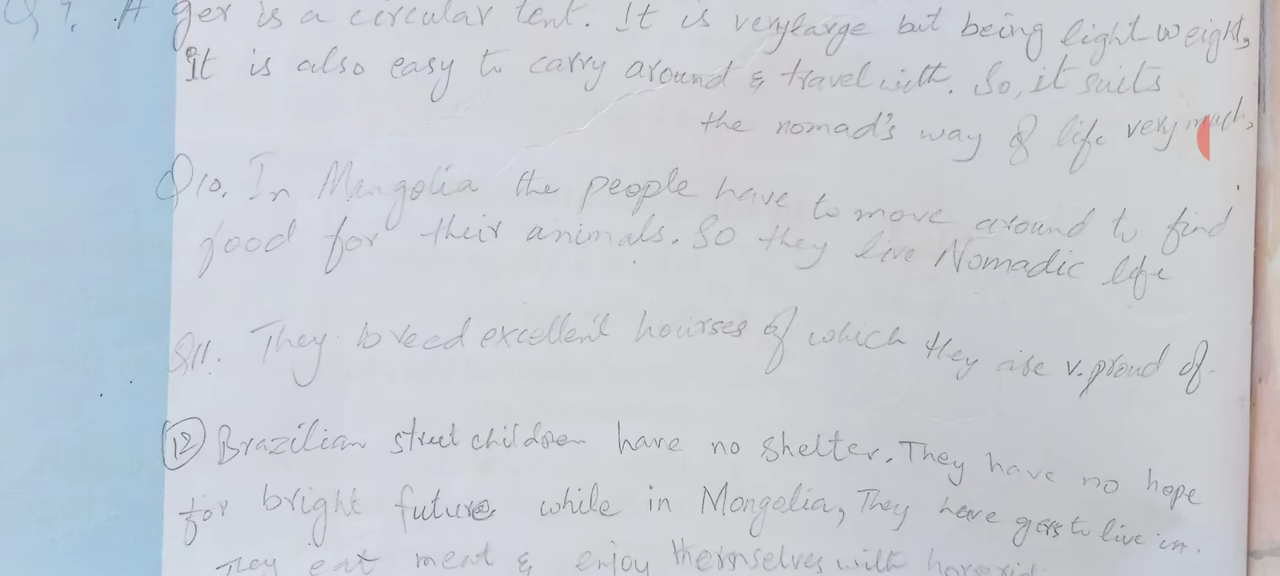 Q9. A ger is a circular tent. It is verylarge but being light weight,
It is also easy to carry around & travel with. So, it suits
the nomad's way of life very much,
Q10. In Mongolia the people have to move around to find
food for their animals. So they live Nomadic life
Q11. They breed excellent hourses of which they are v. proud of.
12 Brazilian street children have no shelter. They have no hope
for bright future while in Mongolia, They have gers to live in.
They eat meat & enjoy themselves with